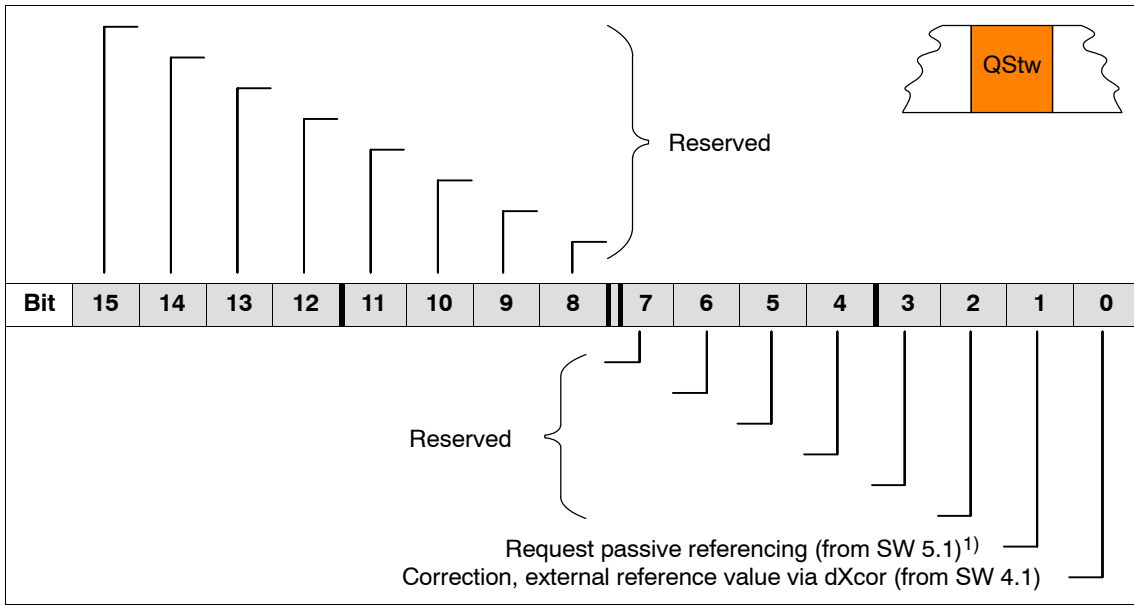 QStw
Reserved
Bit 15 14 13 12 11 10 9 8 7 6 5 4 3 2 1 0
Reserved
Request passive referencing (from SW 5.1)1)
Correction, external reference value via dXcor (from SW 4.1)